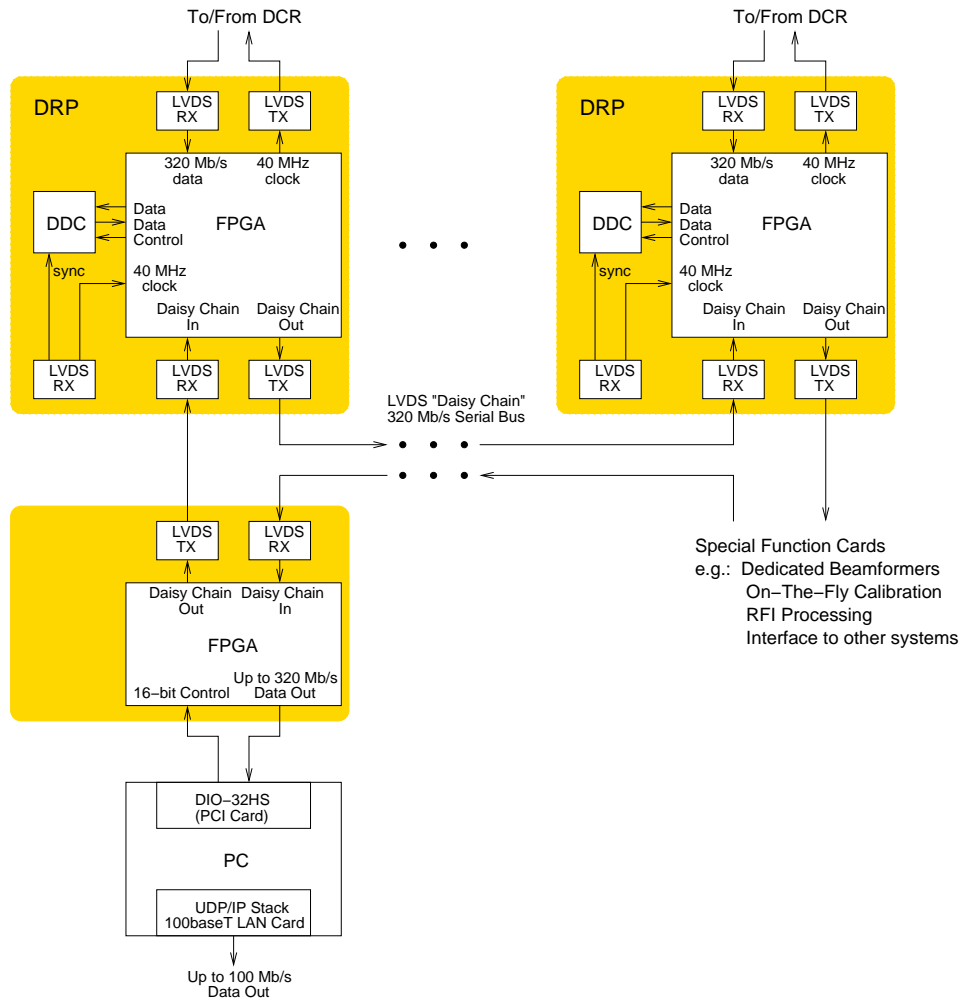 To/From DCR
To/From DCR
DRP
LVDS
RX
LVDS
TX
320 Mb/s
data
40 MHz
clock
DDC
Data
Data
Control
FPGA
sync
40 MHz
clock
Daisy Chain
In
Daisy Chain
Out
LVDS
RX
LVDS
RX
LVDS
TX
DRP
LVDS
RX
LVDS
TX
320 Mb/s
data
40 MHz
clock
DDC
Data
Data
Control
FPGA
sync
40 MHz
clock
Daisy Chain
In
Daisy Chain
Out
LVDS
RX
LVDS
RX
LVDS
TX
LVDS "Daisy Chain"
320 Mb/s Serial Bus
LVDS
TX
LVDS
RX
Daisy Chain
Out
Daisy Chain
In
FPGA
16−bit Control
Up to 320 Mb/s
Data Out
Special Function Cards
e.g.: Dedicated Beamformers
On−The−Fly Calibration
RFI Processing
Interface to other systems
DIO−32HS
(PCI Card)
PC
UDP/IP Stack
100baseT LAN Card
Up to 100 Mb/s
Data Out